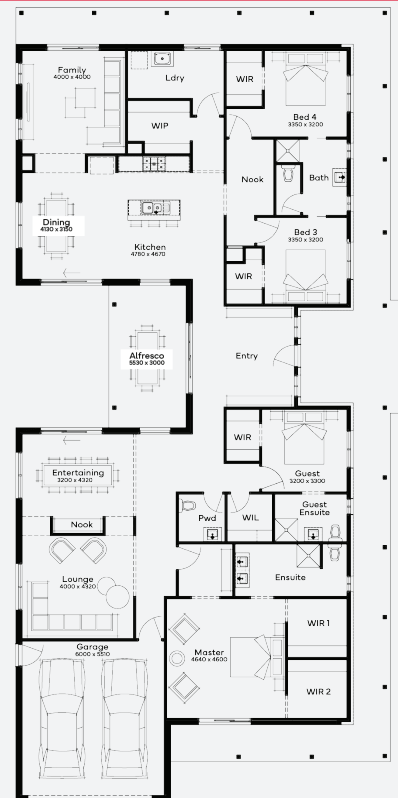 Family
4000 x 4000
Ldry
WIR
Bed 4
3350 x 3200
WIP
Nook
Bath
Dining
4130 x 3150
Kitchen
4780 x 4670
Bed 3
3350 x 3200
WIR
Alfresco
5530 x 3000
Entry
WIR
Guest
3200 x 3300
Entertaining
3200 x 4320
Pwd
WIL
Guest
Ensuite
Nook
Lounge
4000 x 4320
Ensuite
WIR 1
Garage
6000 x 5510
Master
4640 x 4600
WIR 2